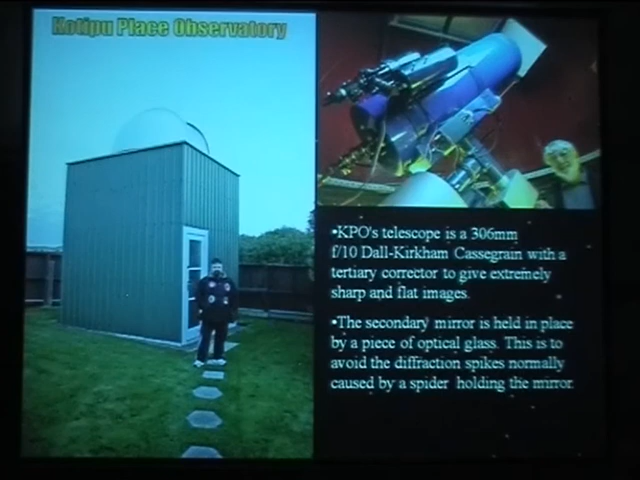 Kotipu Place Observatory
•KPO's telescope is a 306mm
f/10 Dall-Kirkham Cassegrain with a
tertiary corrector to give extremely
sharp and flat images.
•The secondary mirror is held in place
by a piece of optical glass. This is to
avoid the diffraction spikes normally
caused by a spider holding the mirror.